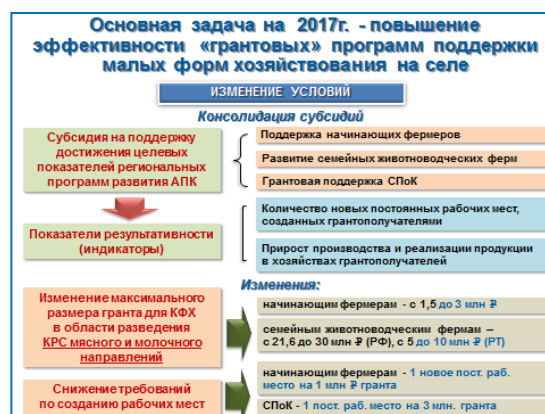 Основная задача на 2017г. - повышение
эффективности «грантовых» программ поддержки
малых форм хозяйствования на селе
ИЗМЕНЕНИЕ УСЛОВИЙ
Консолидация субсидий
Субсидия на поддержку
достижения целевых
показателей региональных
программ развития АПК
Поддержка начинающих фермеров
Развитие семейных животноводческих ферм
Грантовая поддержка СПоК
Показатели результативности
(индикаторы)
Количество новых постоянных рабочих мест,
созданных грантополучателями
Прирост производства и реализации продукции
в хозяйствах грантополучателей
Изменения:
Изменение максимального
размера гранта для КФХ
в области разведения
КРС мясного и молочного
направлений
начинающим фермерам - с 1,5 до 3 млн ₽
семейным животноводческим фермам –
с 21,6 до 30 млн ₽ (РФ), с 5 до 10 млн ₽ (РТ)
Снижение требований
по созданию рабочих мест
начинающим фермерам - 1 новое пост. раб.
место на 1 млн ₽ гранта
СПоК - 1 пост. раб. место на 3 млн. гранта